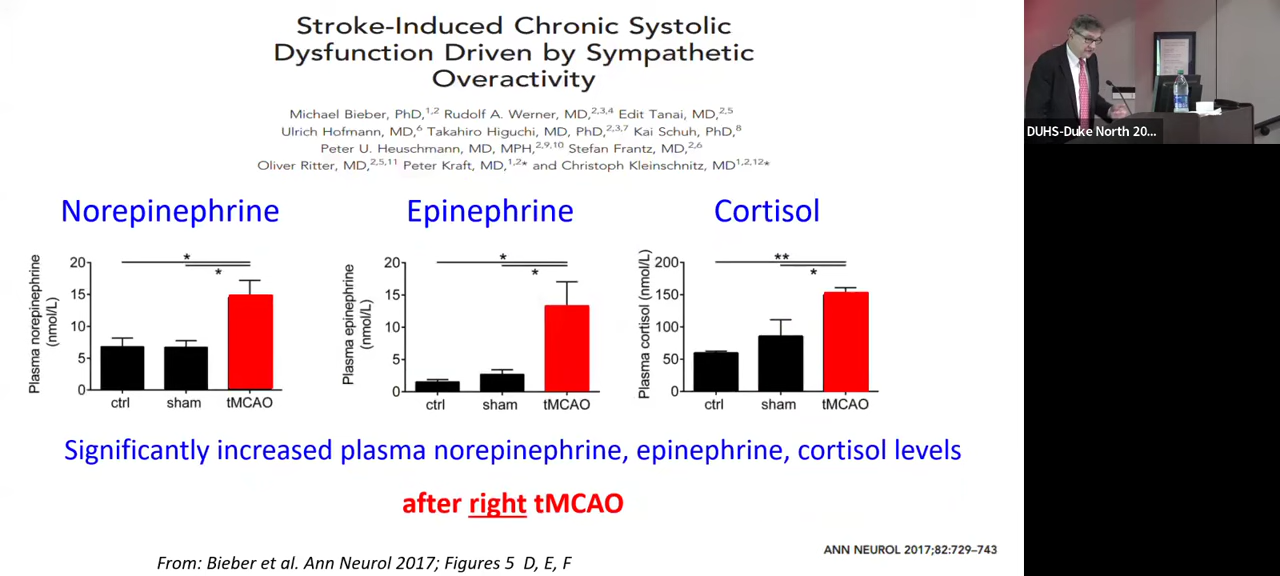 Stroke-Induced Chronic Systolic
Dysfunction Driven by Sympathetic
Overactivity
Michael Bieber, PhD,1,2 Rudolf A. Werner, MD,2,3,4 Edit Tanai, MD,2,5
Ulrich Hofmann, MD,6 Takahiro Higuchi, MD, PhD,2,3,7 Kai Schuh, PhD,8
Peter U. Heuschmann, MD, MPH,2,9,10 Stefan Frantz, MD,2,6
Oliver Ritter, MD,2,5,11 Peter Kraft, MD,1,2* and Christoph Kleinschnitz, MD1,2,12*
DUHS-Duke North 20...
Norepinephrine
Plasma norepinephrine
(nmol/L)
20
15
10
5
0
*
*
ctrl sham tMCAO
Epinephrine
Plasma epinephrine
(nmol/L)
20
15
10
5
0
*
*
ctrl sham tMCAO
Cortisol
Plasma cortisol (nmol/L)
200
150
100
50
0
**
*
ctrl sham tMCAO
Significantly increased plasma norepinephrine, epinephrine, cortisol levels
after right tMCAO
From: Bieber et al. Ann Neurol 2017; Figures 5 D, E, F
ANN NEUROL 2017;82:729–743